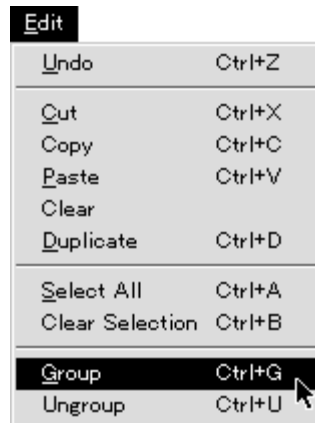 Edit
Undo Ctrl+Z
Cut Ctrl+X
Copy Ctrl+C
Paste Ctrl+V
Clear
Duplicate Ctrl+D
Select All Ctrl+A
Clear Selection Ctrl+B
Group Ctrl+G
Ungroup Ctrl+U